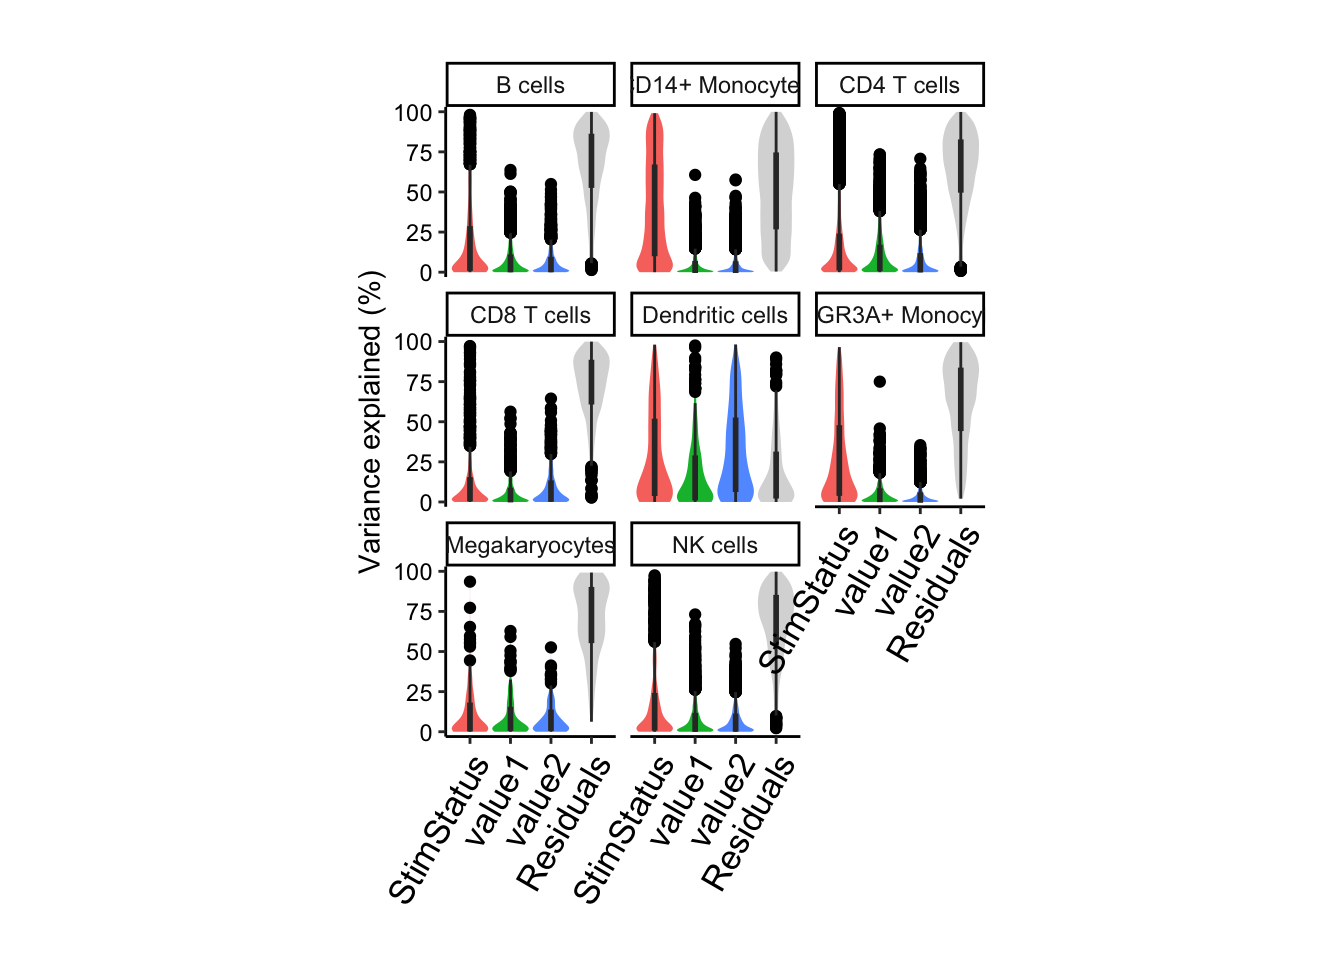 B cells
D14+ Monocyte
CD4 T cells
100
75
50
25
0
CD8 T cells
Dendritic cells
GR3A+ Monocy
100
75
50
25
0
Variance explained (%)
Megakaryocytes
NK cells
100
75
50
25
0
StimStatus
value1
value2
Residuals
StimStatus
value1
value2
Residuals
StimStatus
value1
value2
Residuals